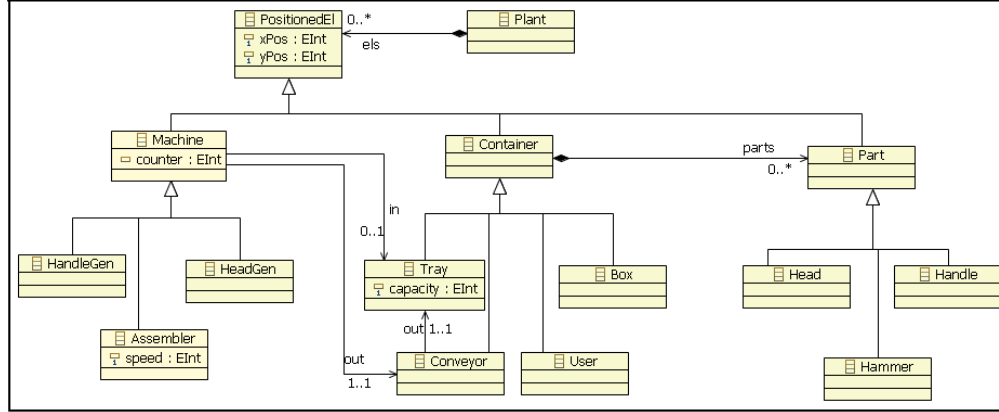 PositionedEl
xPos : EInt
yPos : EInt
0..*
els
Plant
Machine
counter : EInt
Container
parts
0..*
Part
in
0..1
HandleGen
HeadGen
Tray
capacity : EInt
Box
Head
Handle
Assembler
speed : EInt
out
1..1
out 1..1
Conveyor
User
Hammer